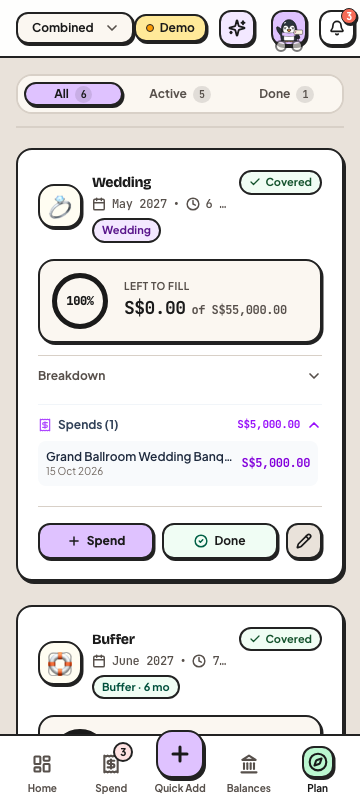 Combined
Demo
3
All 6
Active 5
Done 1
Wedding
Covered
May 2027 • 6 …
Wedding
100%
LEFT TO FILL
S$0.00 of S$55,000.00
Breakdown
Spends (1)
S$5,000.00
Grand Ballroom Wedding Banq…
S$5,000.00
15 Oct 2026
+ Spend
Done
Buffer
Covered
June 2027 • 7…
Buffer · 6 mo
3
Home
Spend
Quick Add
Balances
Plan